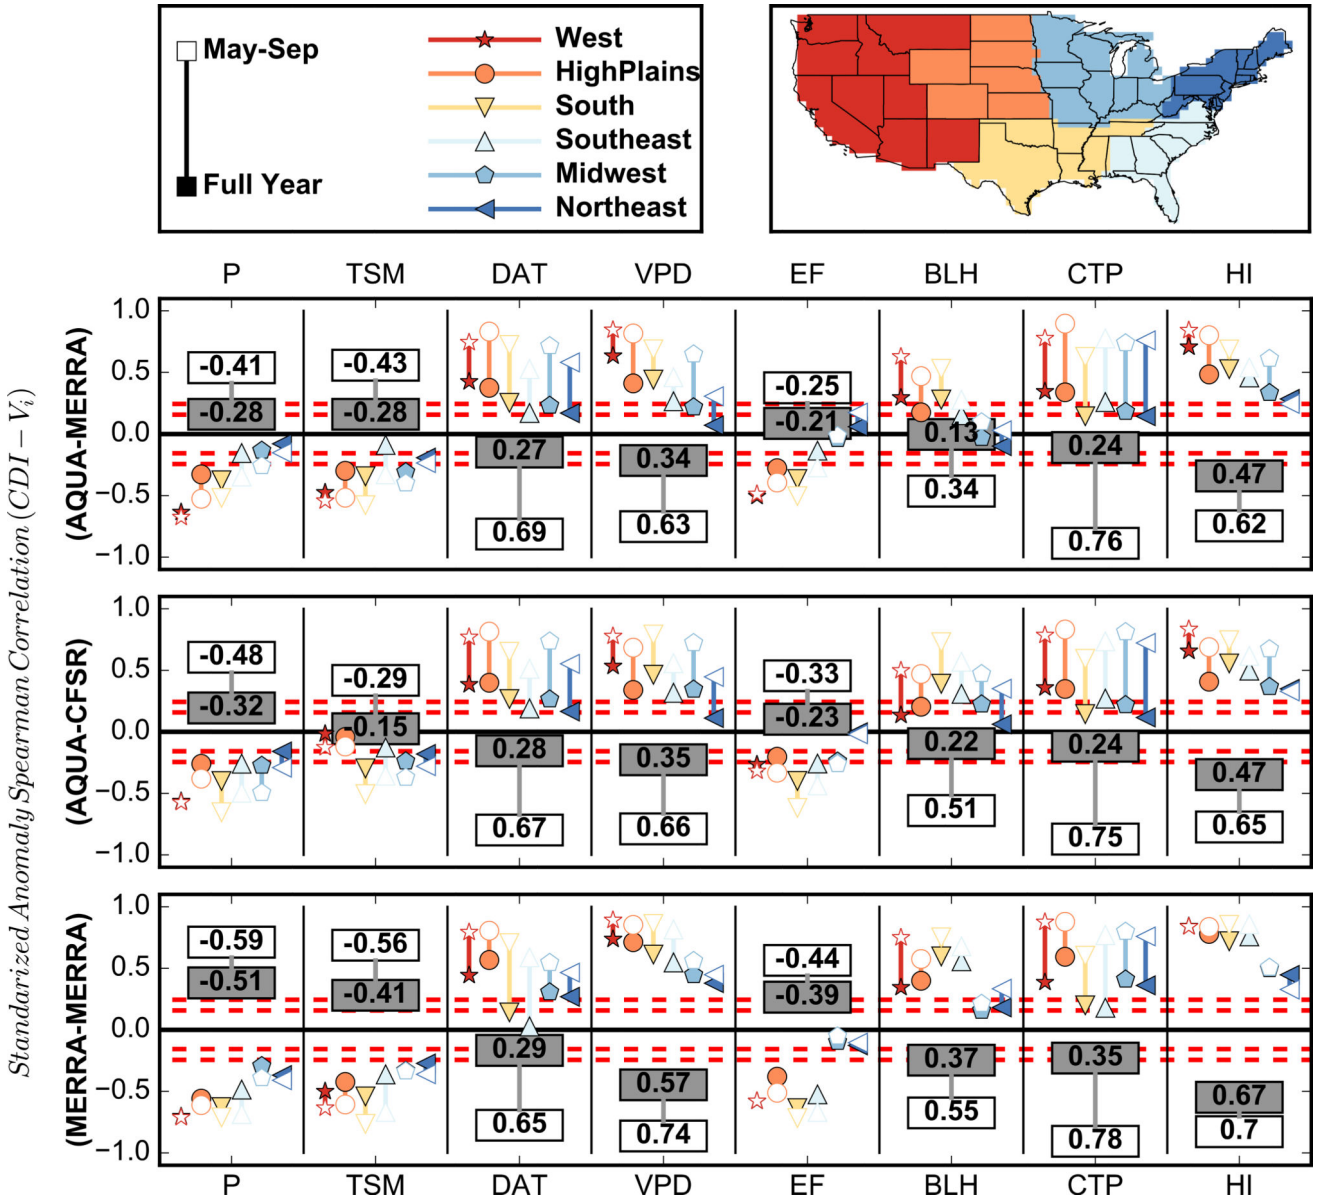 May-Sep
Full Year
West
HighPlains
South
Southeast
Midwest
Northeast
P TSM DAT VPD EF BLH CTP HI
Standarized Anomaly Spearman Correlation (CDI − V_i)
(AQUA-MERRA)
1.0
0.5
0.0
−0.5
−1.0
-0.41 -0.43 -0.25
-0.28 -0.28 -0.21
0.27 0.34 0.13 0.24 0.47
0.69 0.63 0.34 0.76 0.62
(AQUA-CFSR)
1.0
0.5
0.0
−0.5
−1.0
-0.48 -0.29 -0.33
-0.32 -0.15 -0.23
0.28 0.35 0.22 0.24 0.47
0.67 0.66 0.51 0.75 0.65
(MERRA-MERRA)
1.0
0.5
0.0
−0.5
−1.0
-0.59 -0.56 -0.44
-0.51 -0.41 -0.39
0.29 0.57 0.37 0.35 0.67
0.65 0.74 0.55 0.78 0.7
P TSM DAT VPD EF BLH CTP HI